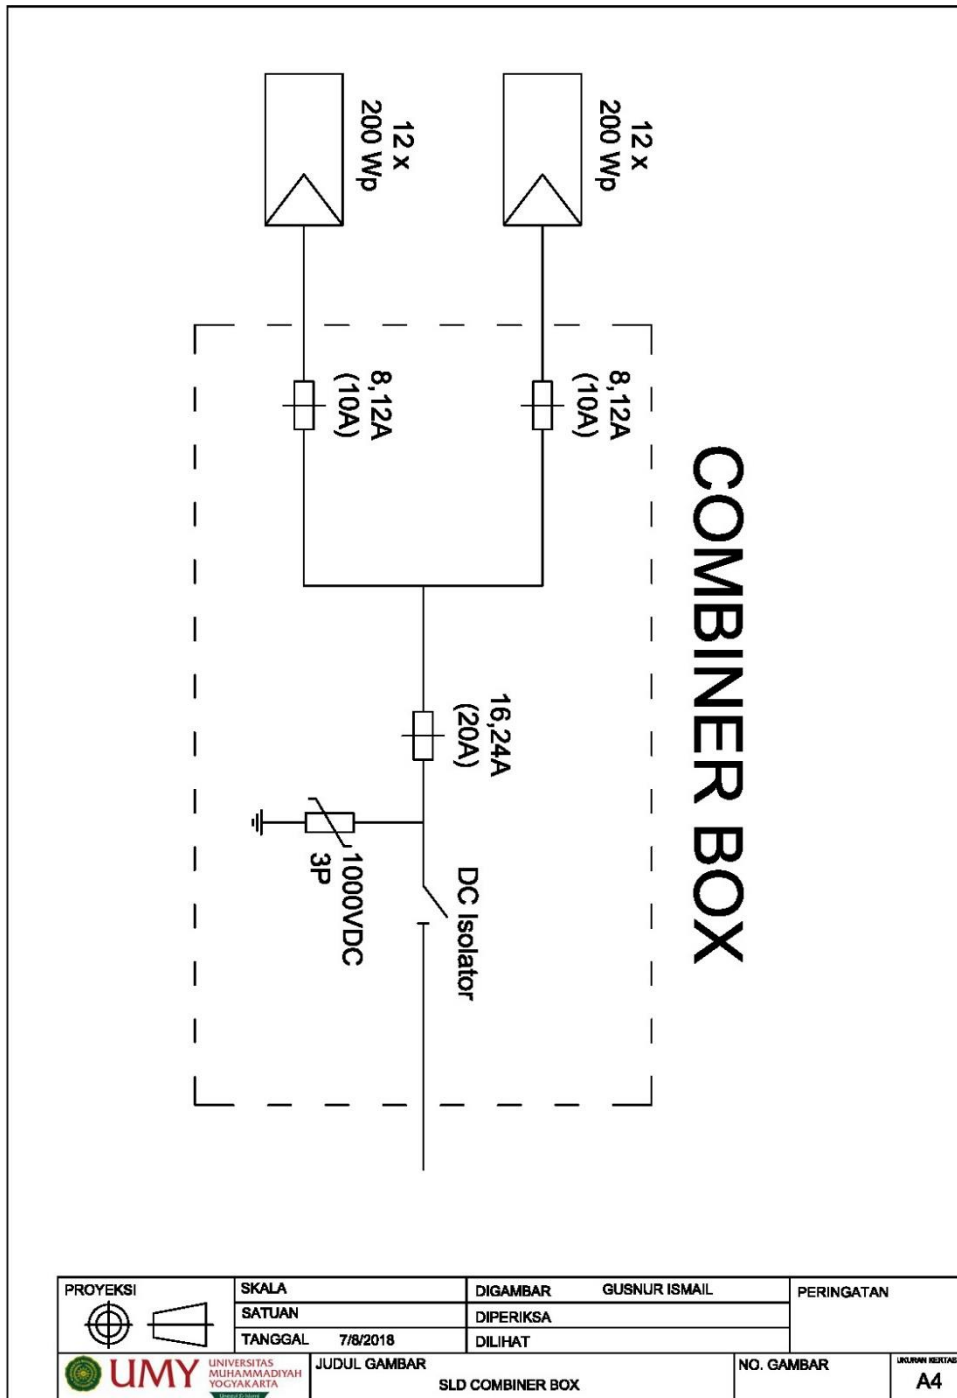 COMBINER BOX
12 x
200 Wp
12 x
200 Wp
8,12A
(10A)
8,12A
(10A)
16,24A
(20A)
DC Isolator
1000VDC
3P
PROYEKSI
SKALA
SATUAN
TANGGAL 7/8/2018
DIGAMBAR GUSNUR ISMAIL
DIPERIKSA
DILIHAT
PERINGATAN
UMY
UNIVERSITAS
MUHAMMADIYAH
YOGYAKARTA
JUDUL GAMBAR
SLD COMBINER BOX
NO. GAMBAR
UKURAN KERTAS
A4